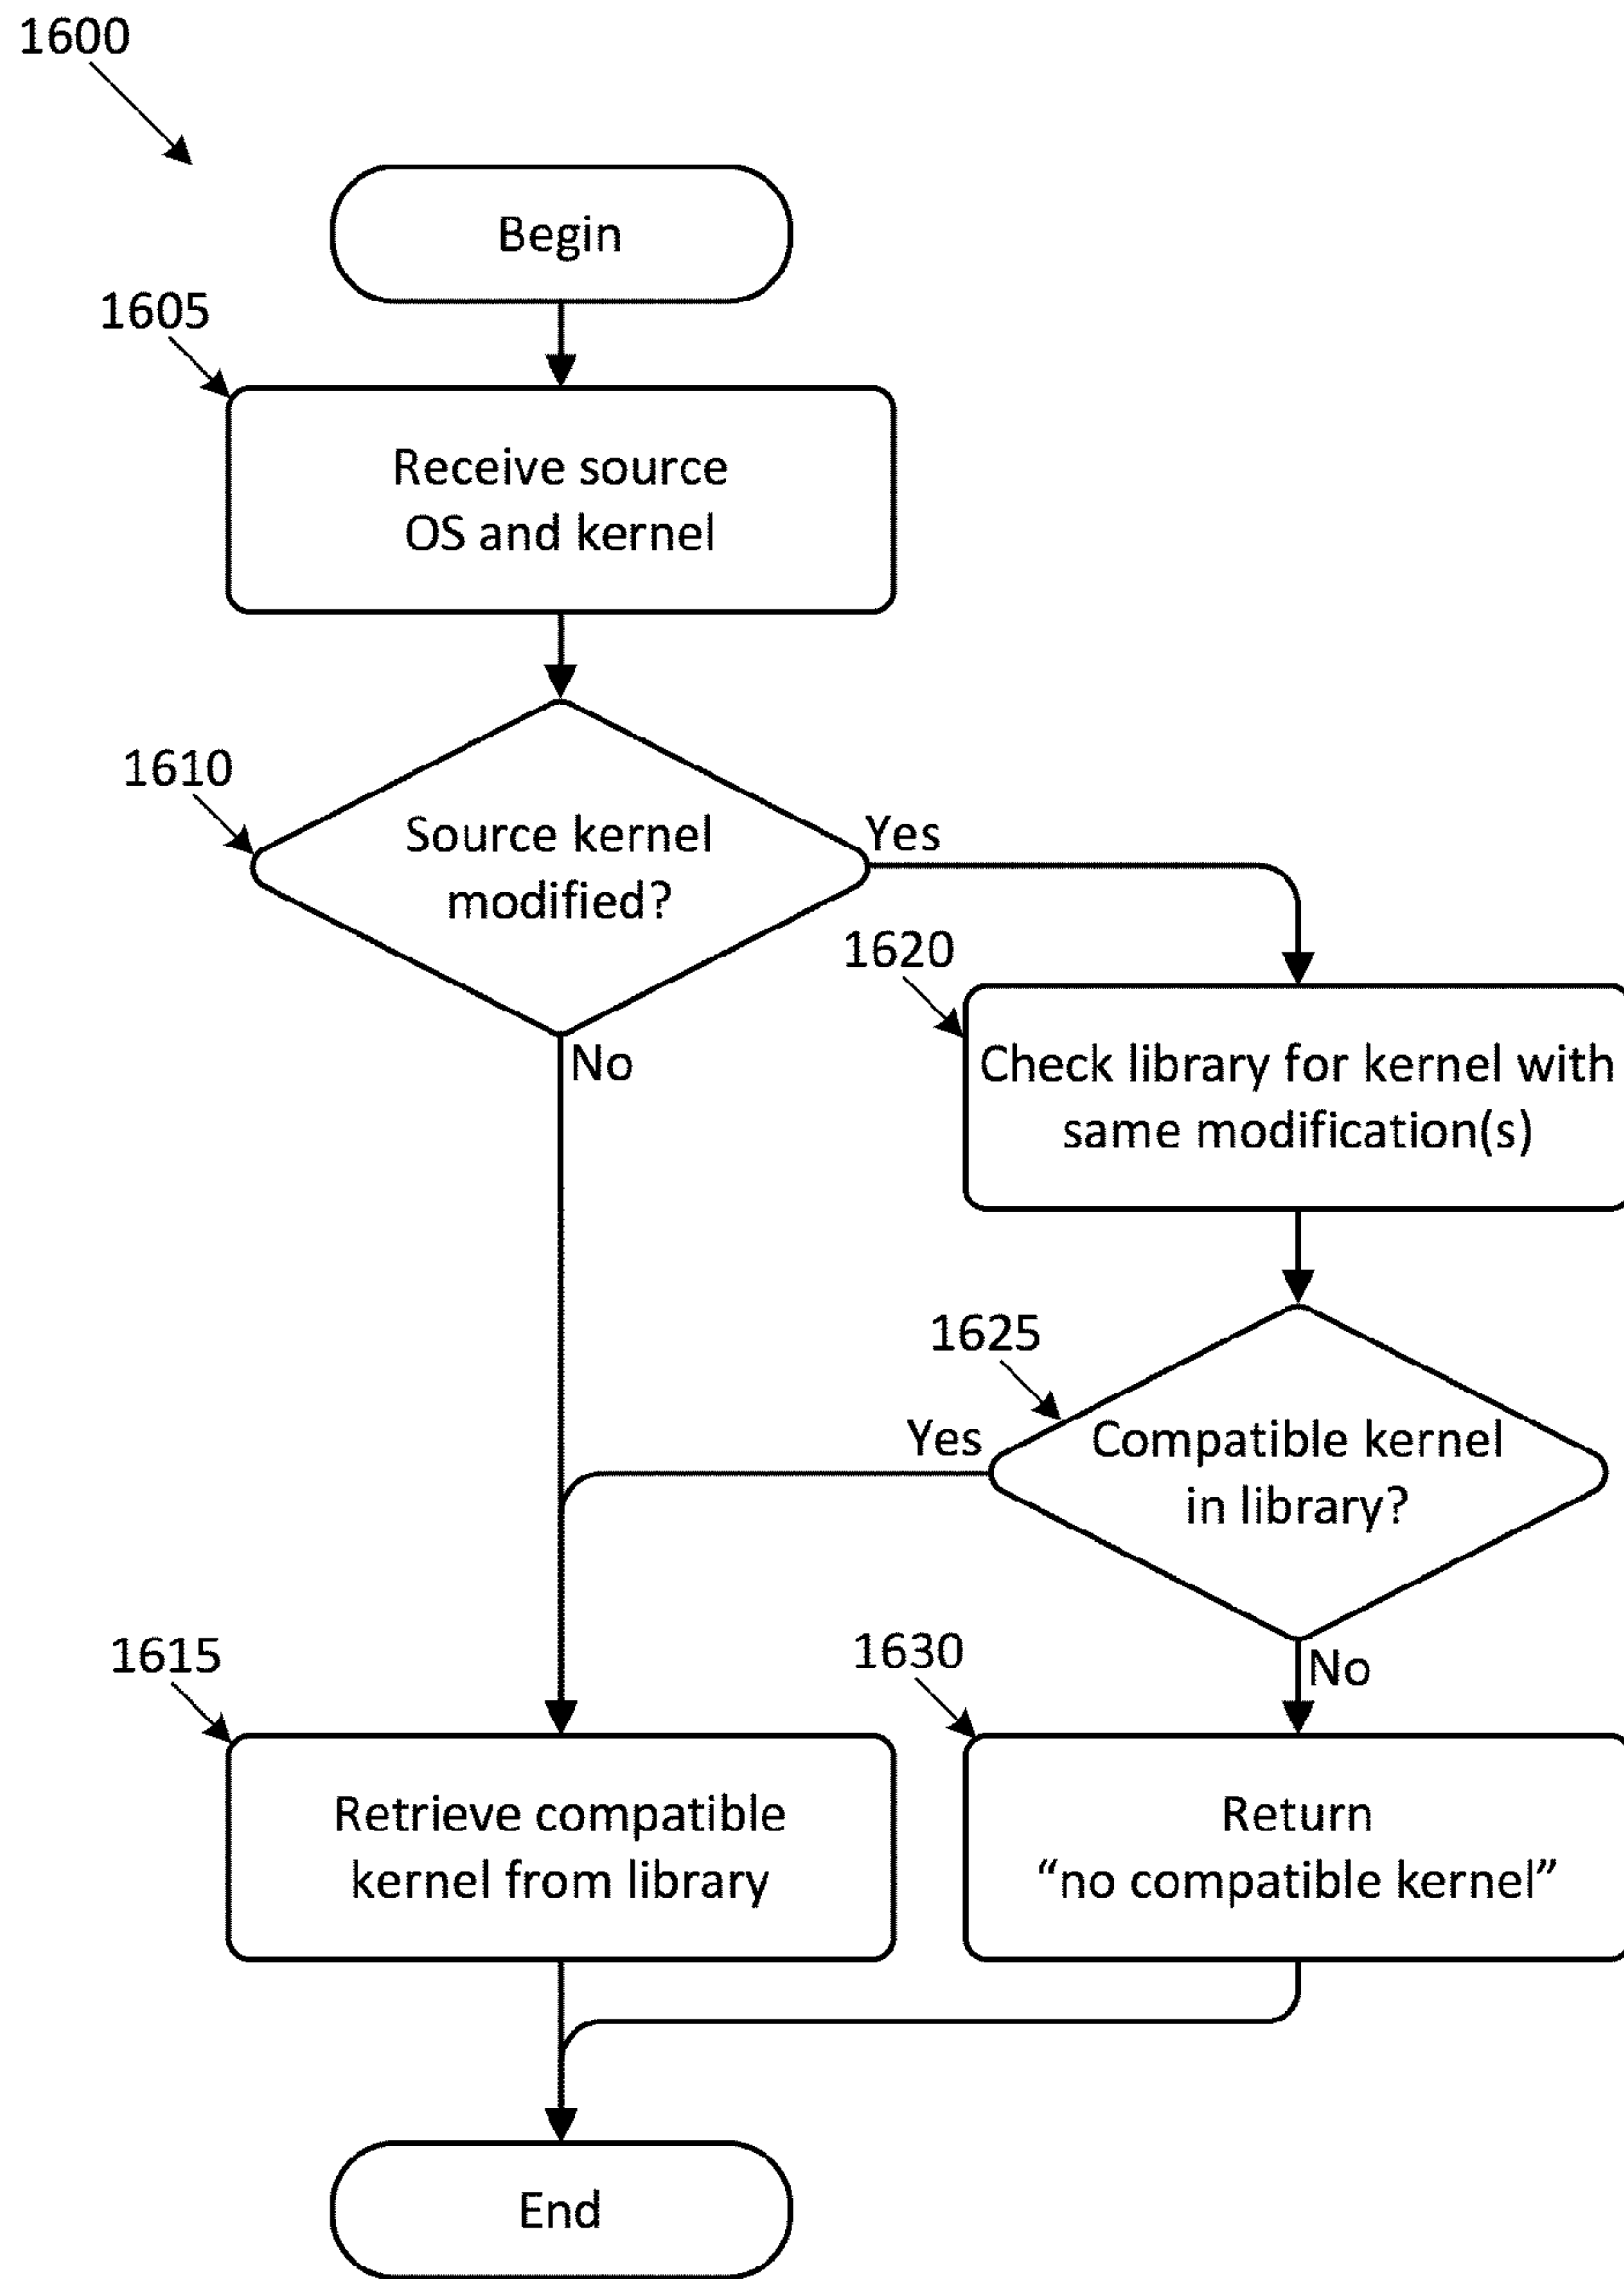 1600
Begin
1605
Receive source
OS and kernel
1610
Source kernel
modified?
Yes
No
1620
Check library for kernel with
same modification(s)
1625
Compatible kernel
in library?
Yes
No
1615
Retrieve compatible
kernel from library
1630
Return
“no compatible kernel”
End